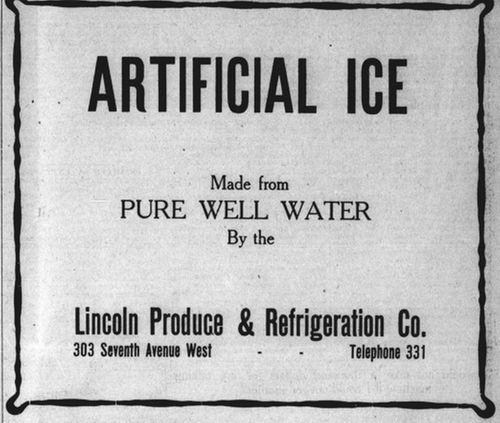 ARTIFICIAL ICE
Made from
PURE WELL WATER
By the
Lincoln Produce & Refrigeration Co.
303 Seventh Avenue West - - Telephone 331